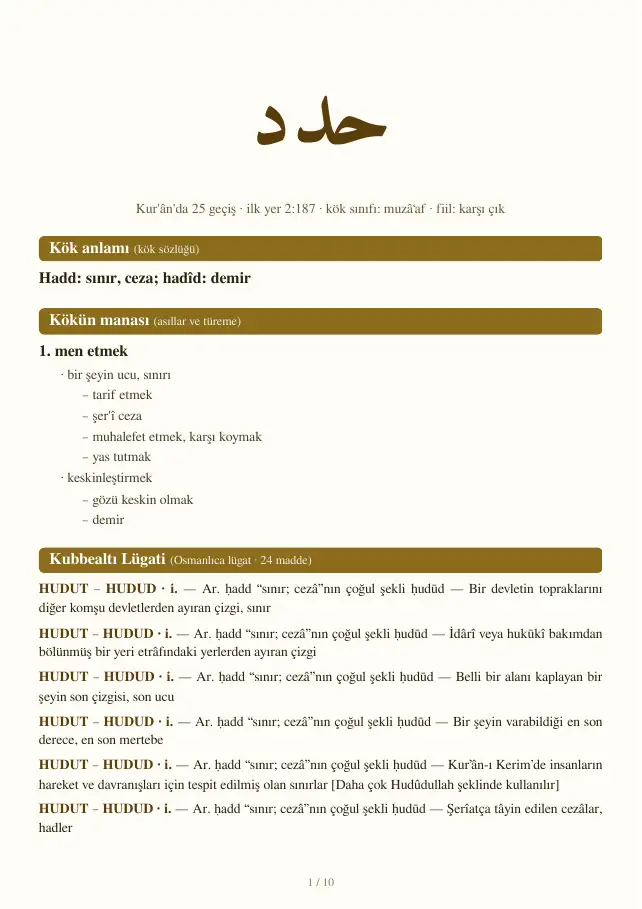 حدد
Kur'ân'da 25 geçiş · ilk yer 2:187 · kök sınıfı: muzâ‘af · fiil: karşı çık
Kök anlamı (kök sözlüğü)
Hadd: sınır, ceza; hadîd: demir
Kökün manası (asıllar ve türeme)
1. men etmek
· bir şeyin ucu, sınırı
– tarif etmek
– şer'î ceza
– muhalefet etmek, karşı koymak
– yas tutmak
· keskinleştirmek
– gözü keskin olmak
– demir
Kubbealtı Lügati (Osmanlıca lügat · 24 madde)
HUDUT – HUDUD · i. — Ar. ḥadd “sınır; cezâ”nın çoğul şekli ḥudūd — Bir devletin topraklarını
diğer komşu devletlerden ayıran çizgi, sınır
HUDUT – HUDUD · i. — Ar. ḥadd “sınır; cezâ”nın çoğul şekli ḥudūd — İdârî veya hukūkî bakımdan
bölünmüş bir yeri etrâfındaki yerlerden ayıran çizgi
HUDUT – HUDUD · i. — Ar. ḥadd “sınır; cezâ”nın çoğul şekli ḥudūd — Belli bir alanı kaplayan bir
şeyin son çizgisi, son ucu
HUDUT – HUDUD · i. — Ar. ḥadd “sınır; cezâ”nın çoğul şekli ḥudūd — Bir şeyin varabildiği en son
derece, en son mertebe
HUDUT – HUDUD · i. — Ar. ḥadd “sınır; cezâ”nın çoğul şekli ḥudūd — Kur’ân-ı Kerim’de insanların
hareket ve davranışları için tespit edilmiş olan sınırlar [Daha çok Hudûdullah şeklinde kullanılır]
HUDUT – HUDUD · i. — Ar. ḥadd “sınır; cezâ”nın çoğul şekli ḥudūd — Şerîatça tâyin edilen cezâlar,
hadler
1 / 10